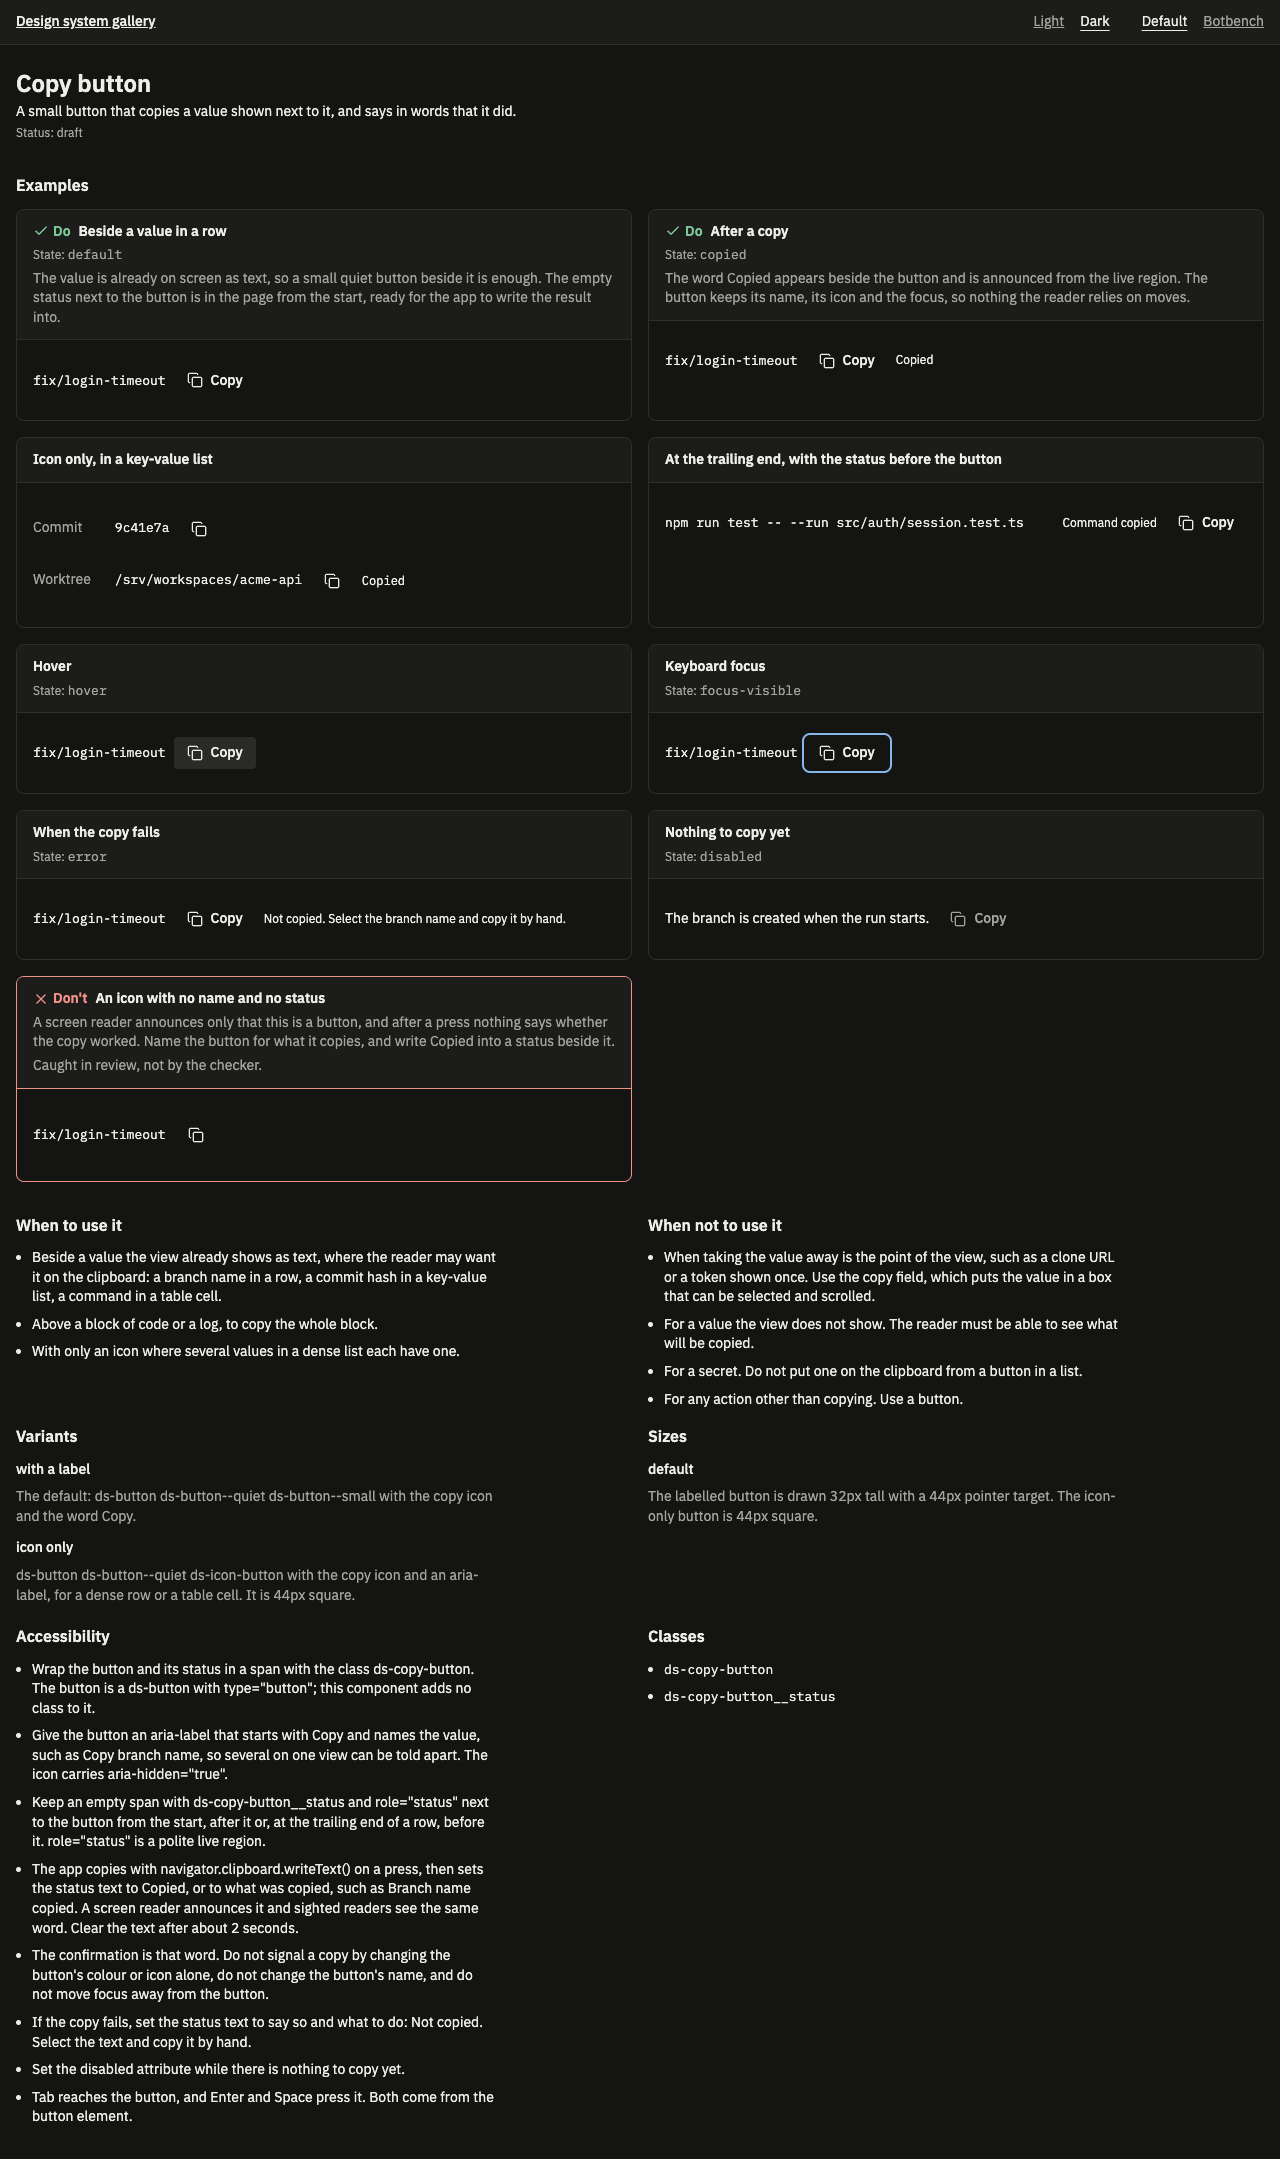 Design system gallery
Light Dark Default Botbench
Copy button
A small button that copies a value shown next to it, and says in words that it did.
Status: draft
Examples
Do Beside a value in a row
State: default
The value is already on screen as text, so a small quiet button beside it is enough. The empty
status next to the button is in the page from the start, ready for the app to write the result
into.
fix/login-timeout Copy
Do After a copy
State: copied
The word Copied appears beside the button and is announced from the live region. The
button keeps its name, its icon and the focus, so nothing the reader relies on moves.
fix/login-timeout Copy Copied
Icon only, in a key-value list
Commit 9c41e7a
Worktree /srv/workspaces/acme-api Copied
At the trailing end, with the status before the button
npm run test -- --run src/auth/session.test.ts Command copied Copy
Hover
State: hover
fix/login-timeout Copy
Keyboard focus
State: focus-visible
fix/login-timeout Copy
When the copy fails
State: error
fix/login-timeout Copy Not copied. Select the branch name and copy it by hand.
Nothing to copy yet
State: disabled
The branch is created when the run starts. Copy
Don't An icon with no name and no status
A screen reader announces only that this is a button, and after a press nothing says whether
the copy worked. Name the button for what it copies, and write Copied into a status beside it.
Caught in review, not by the checker.
fix/login-timeout
When to use it
• Beside a value the view already shows as text, where the reader may want
it on the clipboard: a branch name in a row, a commit hash in a key-value
list, a command in a table cell.
• Above a block of code or a log, to copy the whole block.
• With only an icon where several values in a dense list each have one.
When not to use it
• When taking the value away is the point of the view, such as a clone URL
or a token shown once. Use the copy field, which puts the value in a box
that can be selected and scrolled.
• For a value the view does not show. The reader must be able to see what
will be copied.
• For a secret. Do not put one on the clipboard from a button in a list.
• For any action other than copying. Use a button.
Variants
with a label
The default: ds-button ds-button--quiet ds-button--small with the copy icon
and the word Copy.
icon only
ds-button ds-button--quiet ds-icon-button with the copy icon and an aria-
label, for a dense row or a table cell. It is 44px square.
Sizes
default
The labelled button is drawn 32px tall with a 44px pointer target. The icon-
only button is 44px square.
Accessibility
• Wrap the button and its status in a span with the class ds-copy-button.
The button is a ds-button with type="button"; this component adds no
class to it.
• Give the button an aria-label that starts with Copy and names the value,
such as Copy branch name, so several on one view can be told apart. The
icon carries aria-hidden="true".
• Keep an empty span with ds-copy-button__status and role="status" next
to the button from the start, after it or, at the trailing end of a row, before
it. role="status" is a polite live region.
• The app copies with navigator.clipboard.writeText() on a press, then sets
the status text to Copied, or to what was copied, such as Branch name
copied. A screen reader announces it and sighted readers see the same
word. Clear the text after about 2 seconds.
• The confirmation is that word. Do not signal a copy by changing the
button's colour or icon alone, do not change the button's name, and do
not move focus away from the button.
• If the copy fails, set the status text to say so and what to do: Not copied.
Select the text and copy it by hand.
• Set the disabled attribute while there is nothing to copy yet.
• Tab reaches the button, and Enter and Space press it. Both come from the
button element.
Classes
• ds-copy-button
• ds-copy-button__status